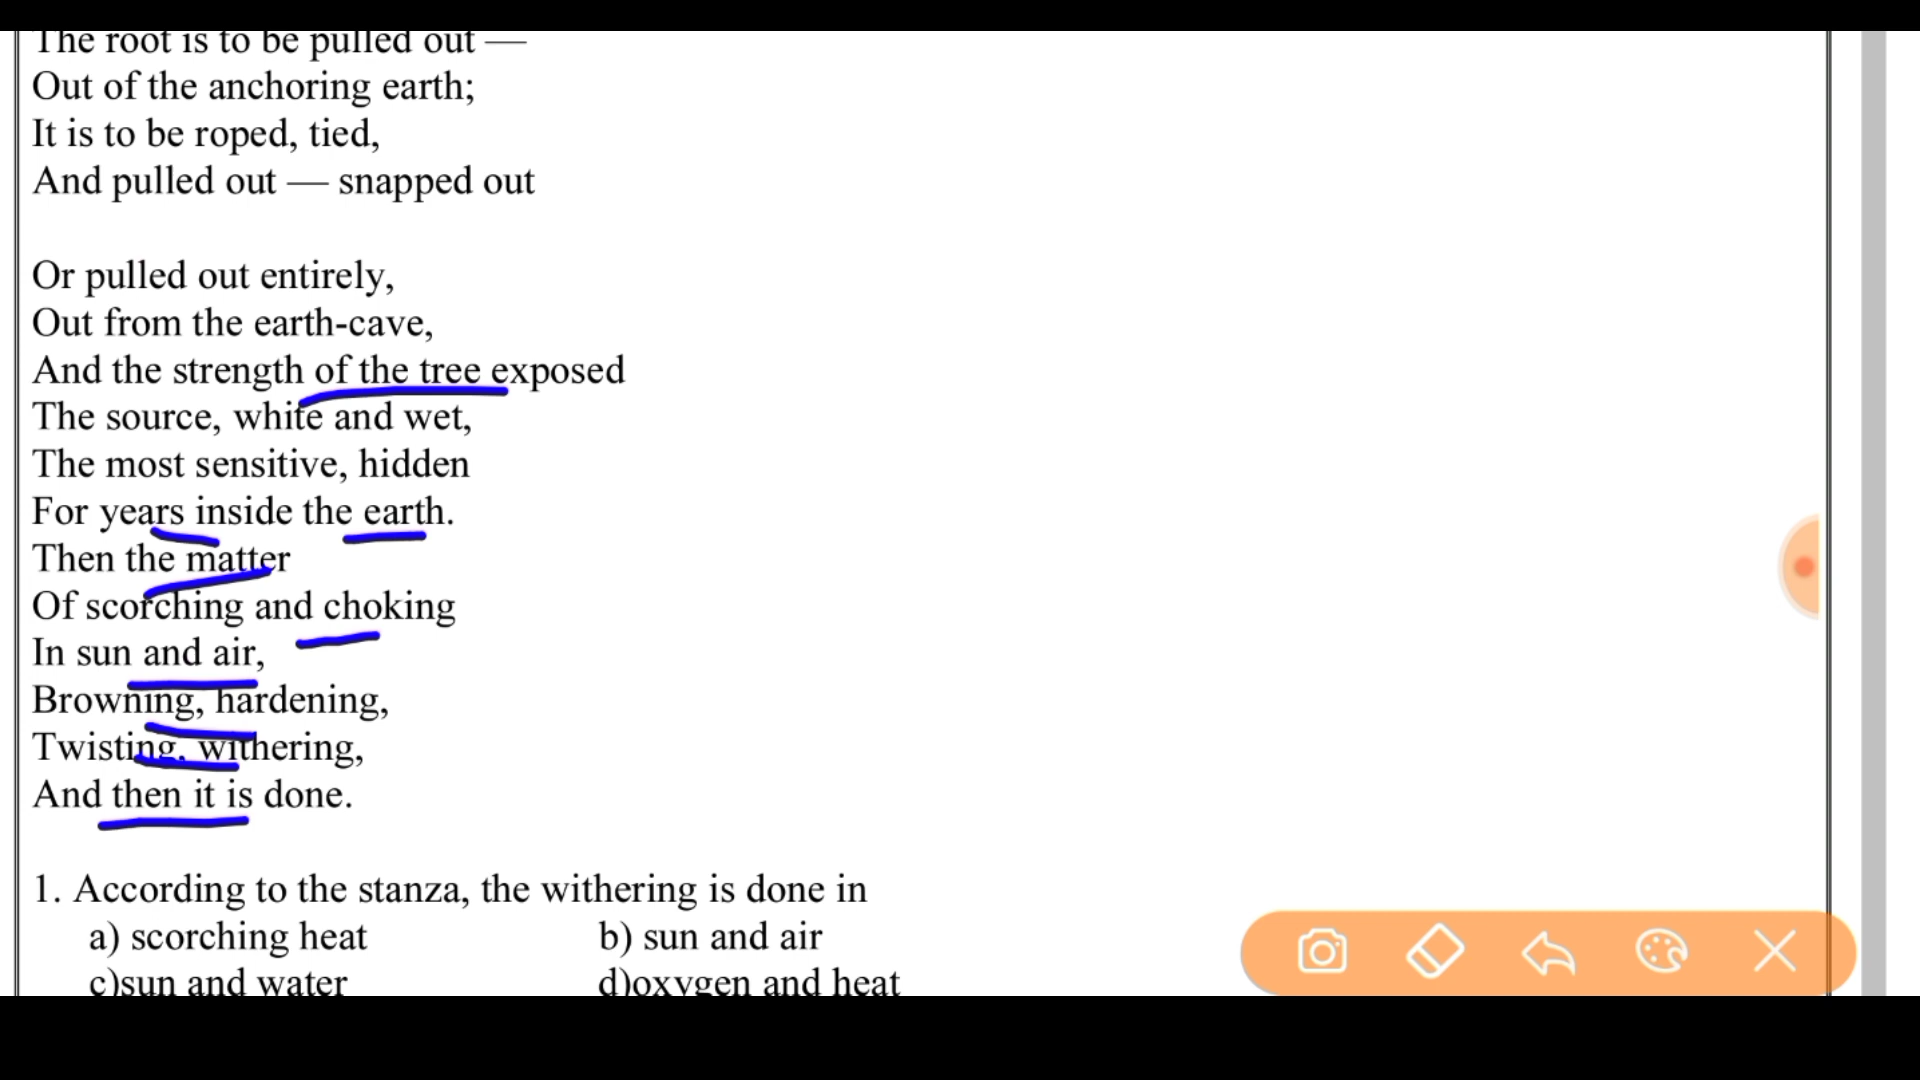 The root is to be pulled out —
Out of the anchoring earth;
It is to be roped, tied,
And pulled out — snapped out
Or pulled out entirely,
Out from the earth-cave,
And the strength of the tree exposed
The source, white and wet,
The most sensitive, hidden
For years inside the earth.
Then the matter
Of scorching and choking
In sun and air,
Browning, hardening,
Twisting, withering,
And then it is done.
1. According to the stanza, the withering is done in
a) scorching heat b) sun and air
c)sun and water d)oxygen and heat